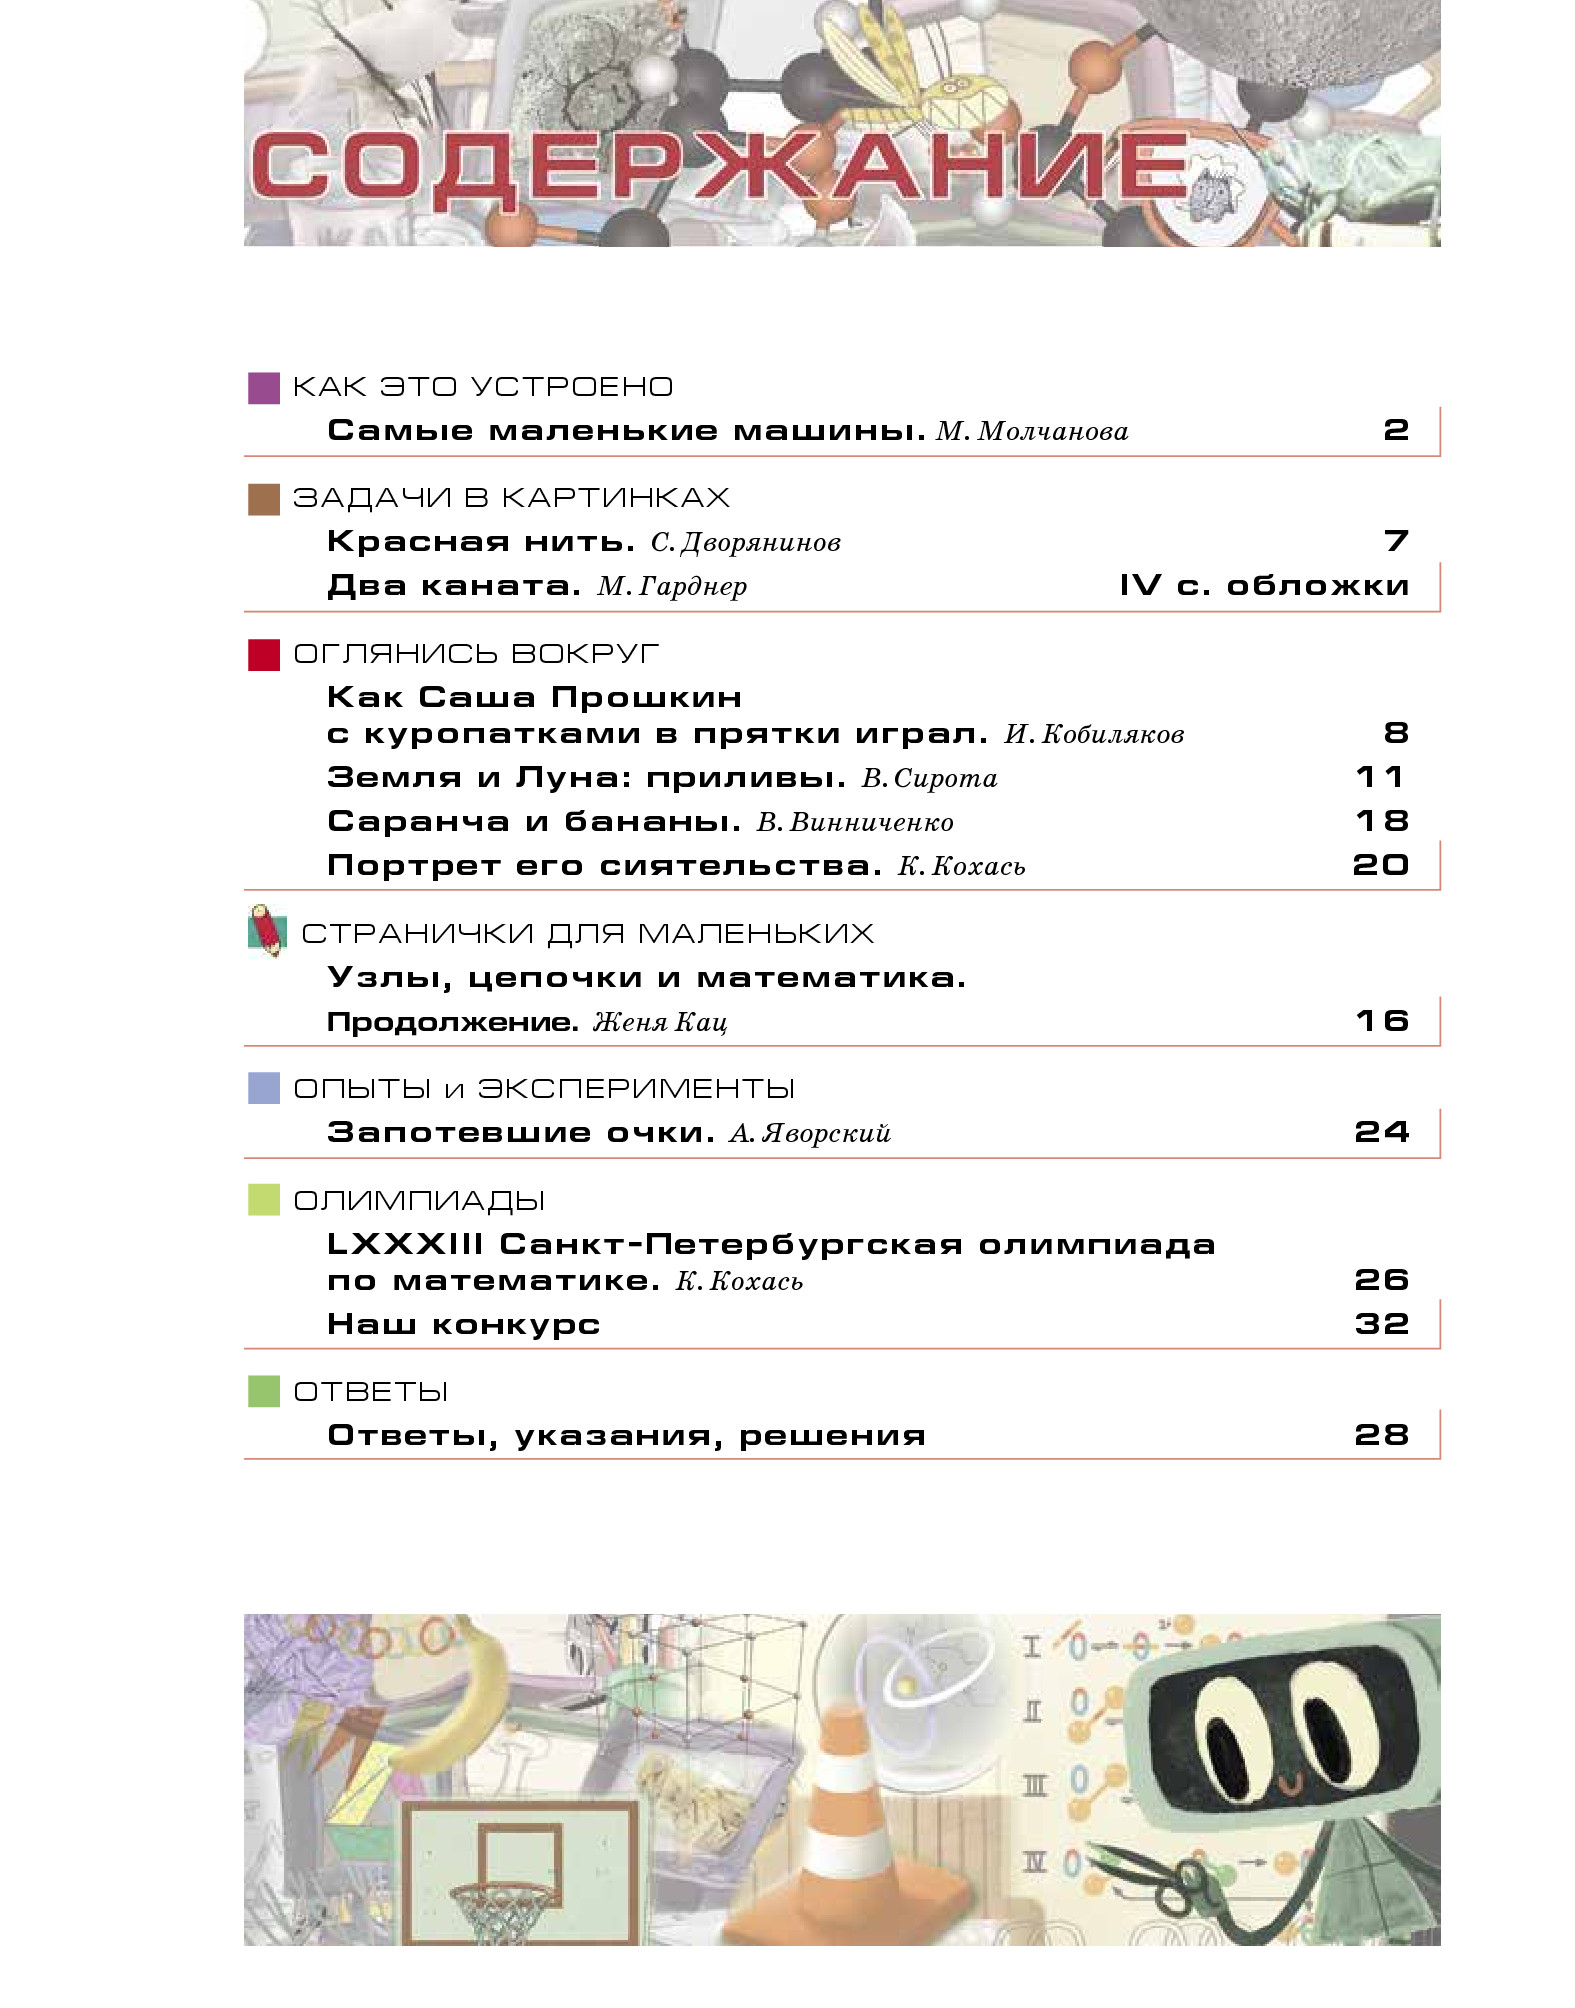 СОДЕРЖАНИЕ
КАК ЭТО УСТРОЕНО
Самые маленькие машины. М. Молчанова 2
ЗАДАЧИ В КАРТИНКАХ
Красная нить. С. Дворянинов 7
Два каната. М. Гарднер IV с. обложки
ОГЛЯНИСЬ ВОКРУГ
Как Саша Прошкин
с куропатками в прятки играл. И. Кобиляков 8
Земля и Луна: приливы. В. Сирота 11
Саранча и бананы. В. Винниченко 18
Портрет его сиятельства. К. Кохась 20
СТРАНИЧКИ ДЛЯ МАЛЕНЬКИХ
Узлы, цепочки и математика.
Продолжение. Женя Кац 16
ОПЫТЫ и ЭКСПЕРИМЕНТЫ
Запотевшие очки. А. Яворский 24
ОЛИМПИАДЫ
LXXXIII Санкт-Петербургская олимпиада
по математике. К. Кохась 26
Наш конкурс 32
ОТВЕТЫ
Ответы, указания, решения 28
I
II
III
IV